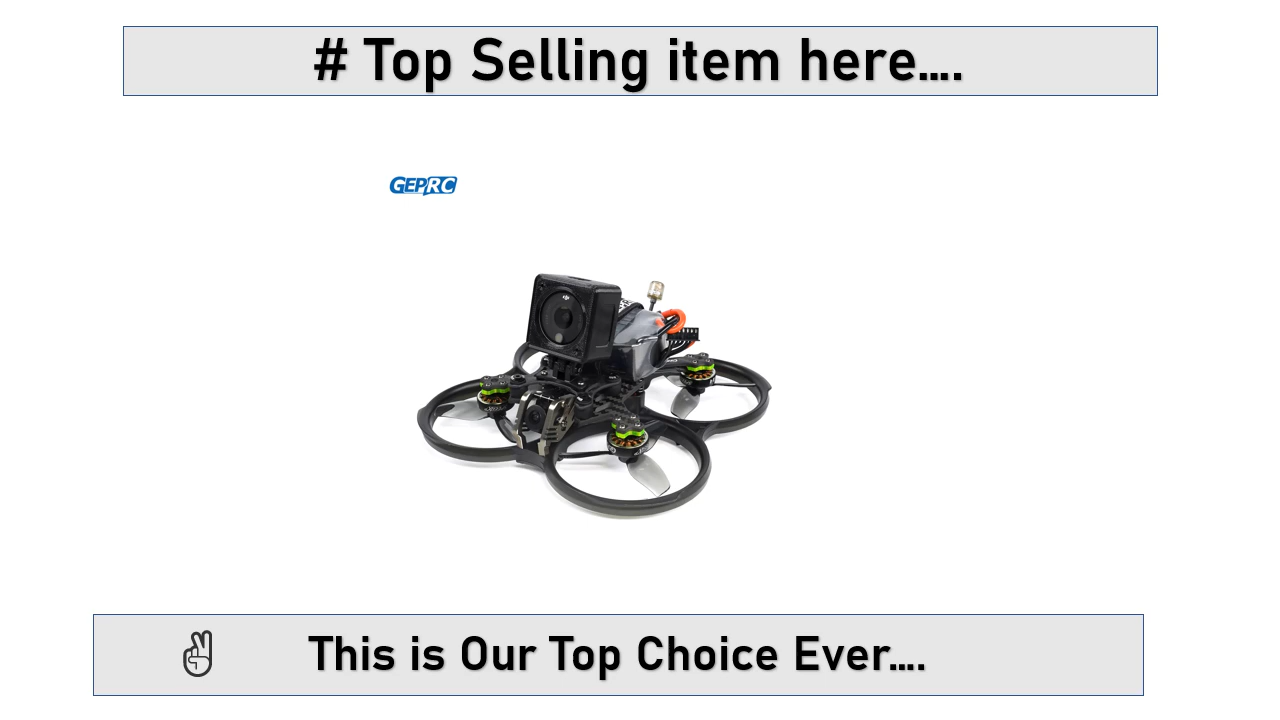 # Top Selling item here....
GEPRC
This is Our Top Choice Ever....